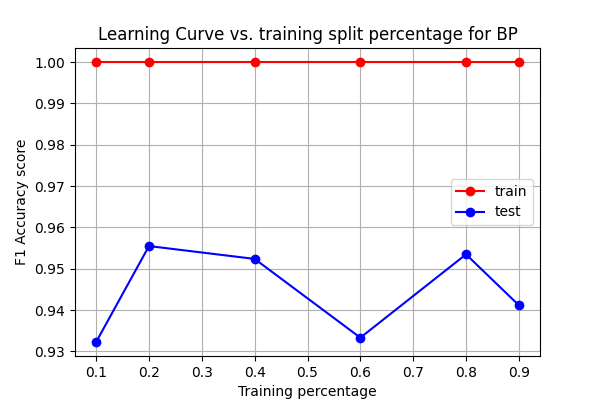 Learning Curve vs. training split percentage for BP
1.00
0.99
0.98
0.97
0.96
0.95
0.94
0.93
F1 Accuracy score
train
test
0.1 0.2 0.3 0.4 0.5 0.6 0.7 0.8 0.9
Training percentage